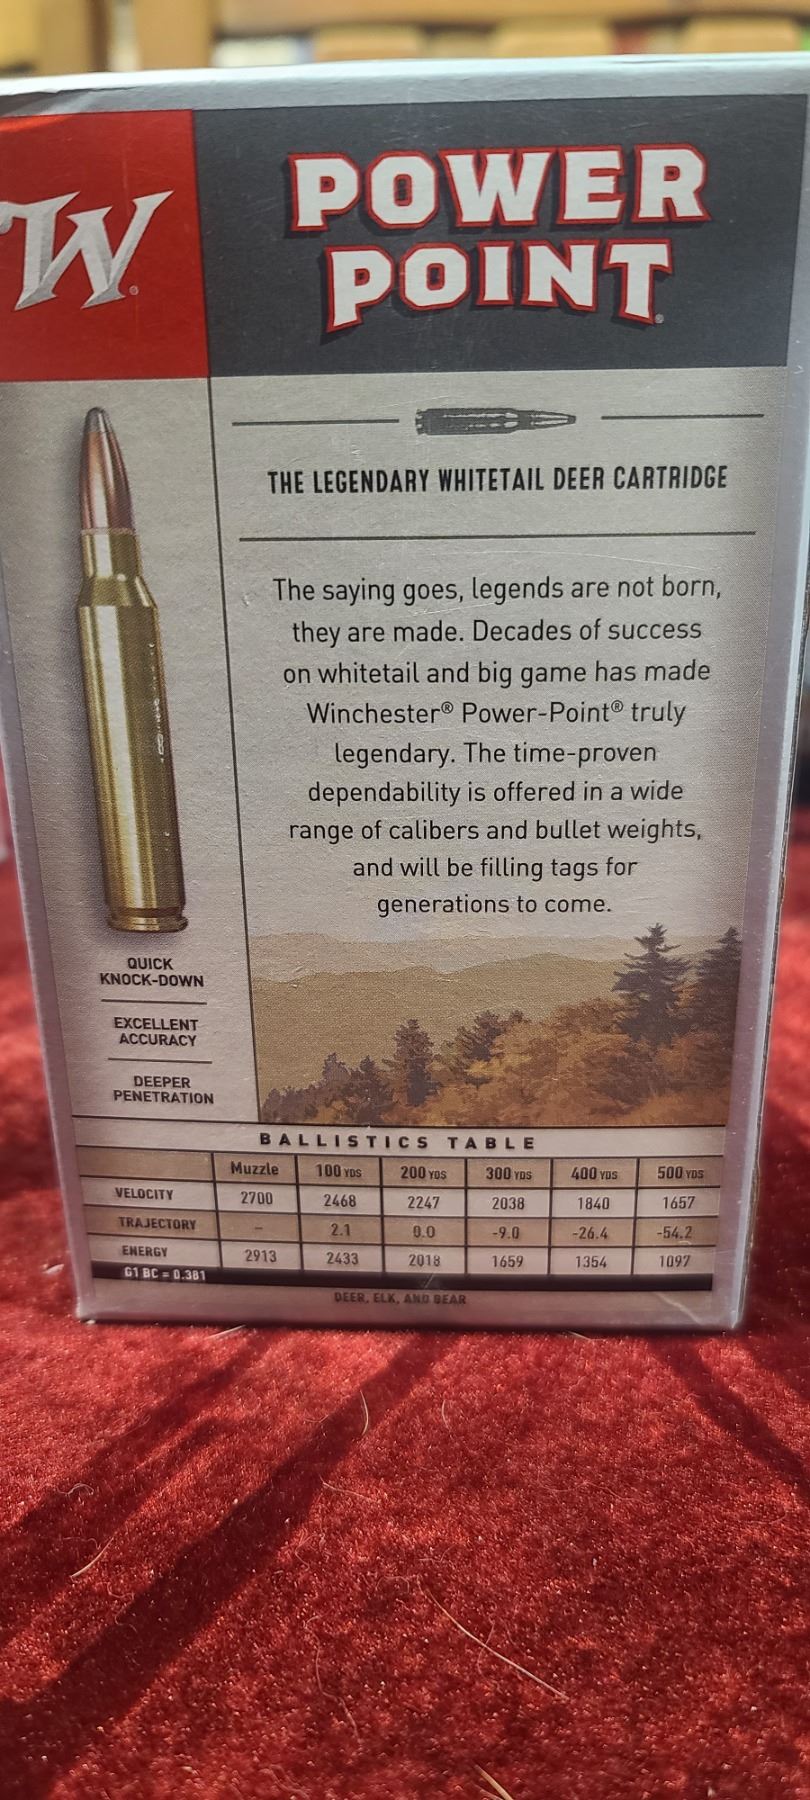 W
POWER
POINT
THE LEGENDARY WHITETAIL DEER CARTRIDGE
The saying goes, legends are not born,
they are made. Decades of success
on whitetail and big game has made
Winchester® Power-Point® truly
legendary. The time-proven
dependability is offered in a wide
range of calibers and bullet weights,
and will be filling tags for
generations to come.
QUICK
KNOCK-DOWN
EXCELLENT
ACCURACY
DEEPER
PENETRATION
BALLISTICS TABLE
Muzzle 100 YDS 200 YDS 300 YDS 400 YDS 500 YDS
VELOCITY 2700 2468 2247 2038 1840 1657
TRAJECTORY – 2.1 0.0 -9.0 -26.4 -54.2
ENERGY 2913 2433 2018 1659 1354 1097
G1 BC = 0.381
DEER, ELK, AND BEAR